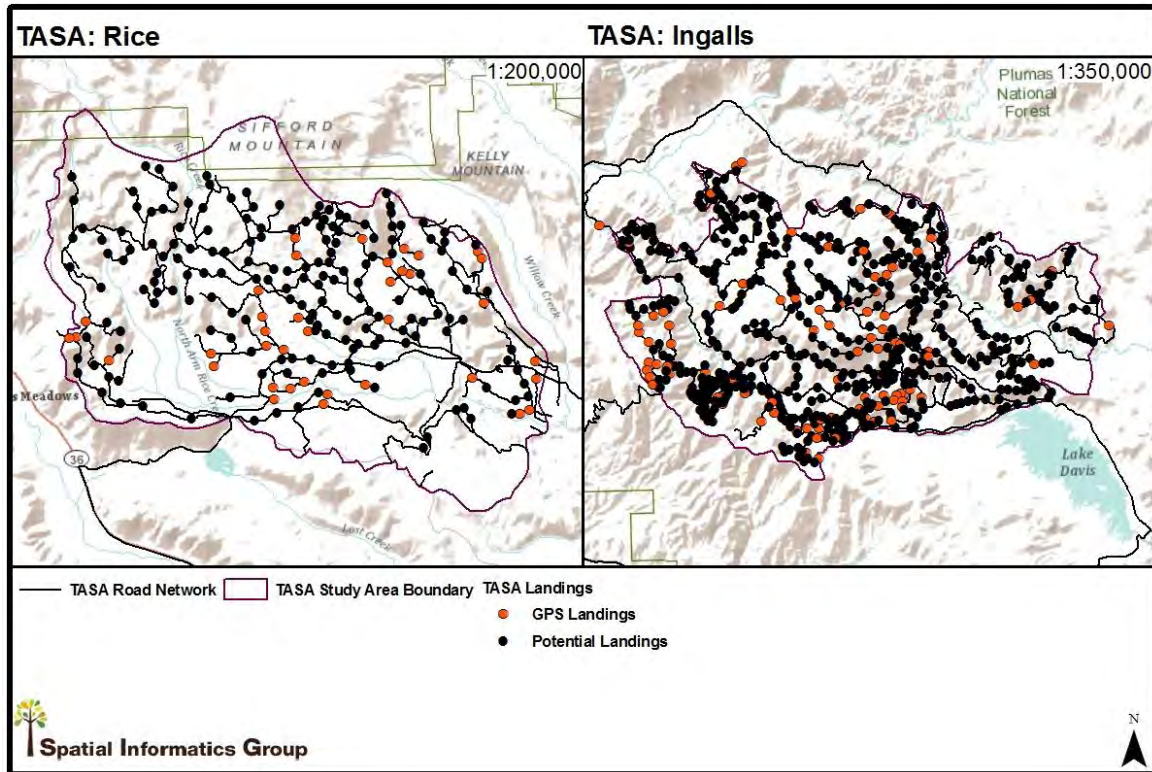 TASA: Rice
TASA: Ingalls
1:200,000
SIFFORD
MOUNTAIN
KELLY
MOUNTAIN
Willow Creek
North Arm Rice Cr
s Meadows
36
Lost Creek
1:350,000
Plumas
National
Forest
Lake
Davis
TASA Road Network
TASA Study Area Boundary
TASA Landings
GPS Landings
Potential Landings
Spatial Informatics Group
N